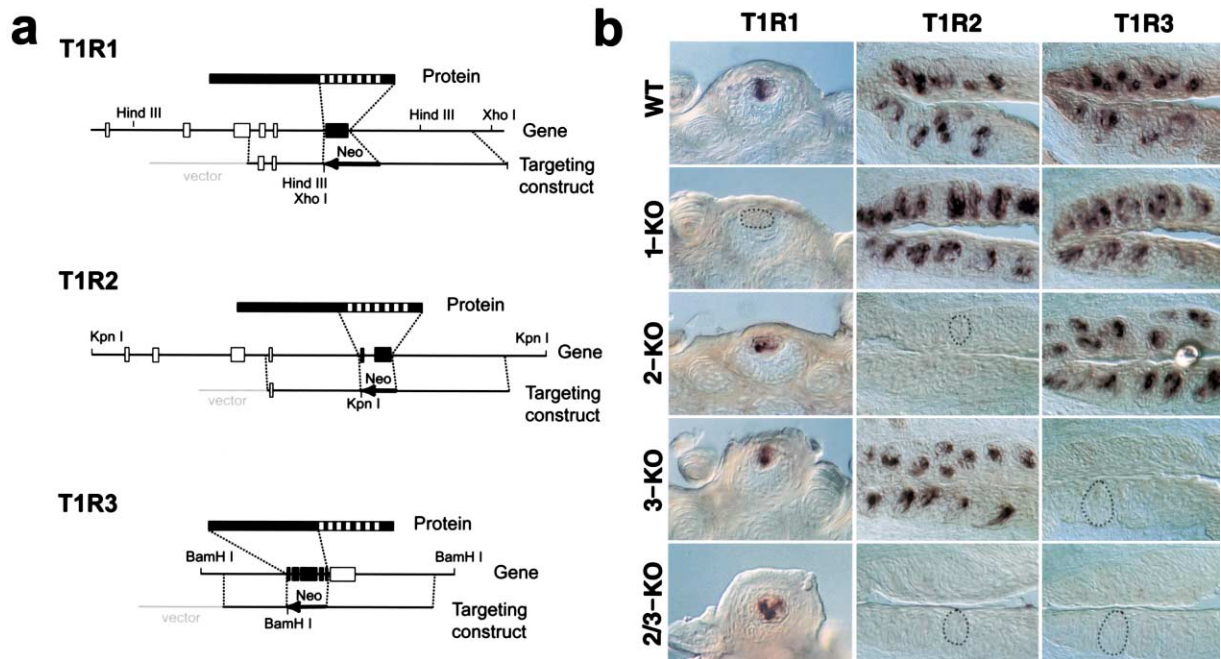 a
T1R1
Protein
Hind III
Hind III
Xho I
Gene
Neo
vector
Hind III
Xho I
Targeting
construct
T1R2
Protein
Kpn I
Kpn I
Gene
Neo
vector
Kpn I
Targeting
construct
T1R3
Protein
BamH I
BamH I
Gene
Neo
vector
BamH I
Targeting
construct
b
T1R1 T1R2 T1R3
WT
1-KO
2-KO
3-KO
2/3-KO